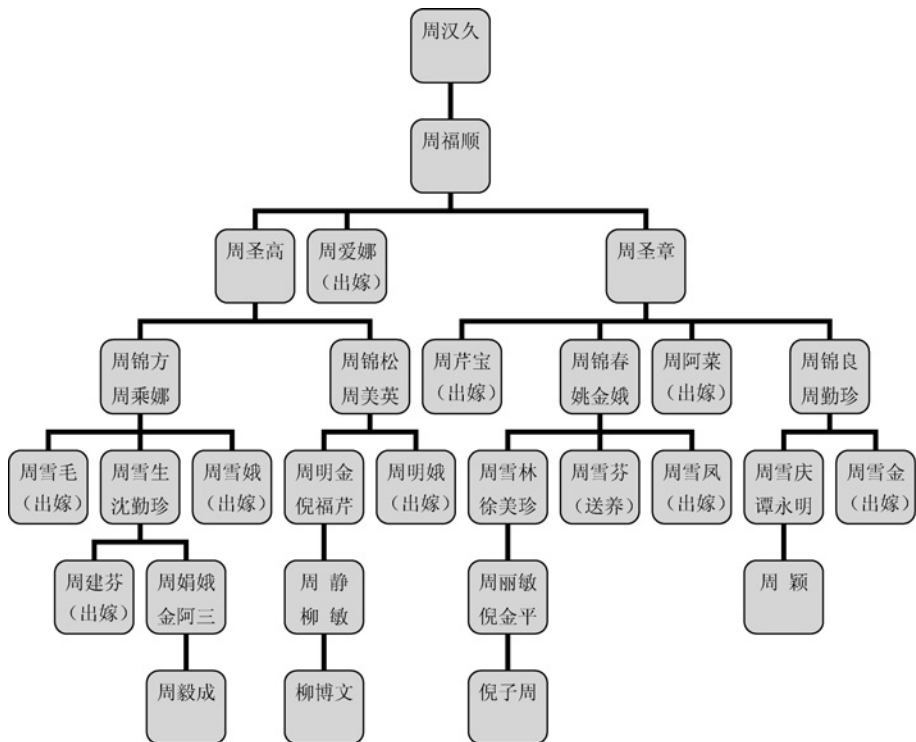 周汉久
周福顺
周圣高
周爱娜
（出嫁）
周圣章
周锦方
周乘娜
周锦松
周美英
周芹宝
（出嫁）
周锦春
姚金娥
周阿菜
（出嫁）
周锦良
周勤珍
周雪毛
（出嫁）
周雪生
沈勤珍
周雪娥
（出嫁）
周明金
倪福芹
周明娥
（出嫁）
周雪林
徐美珍
周雪芬
（送养）
周雪凤
（出嫁）
周雪庆
谭永明
周雪金
（出嫁）
周建芬
（出嫁）
周娟娥
金阿三
周 静
柳 敏
周丽敏
倪金平
周 颖
周毅成
柳博文
倪子周